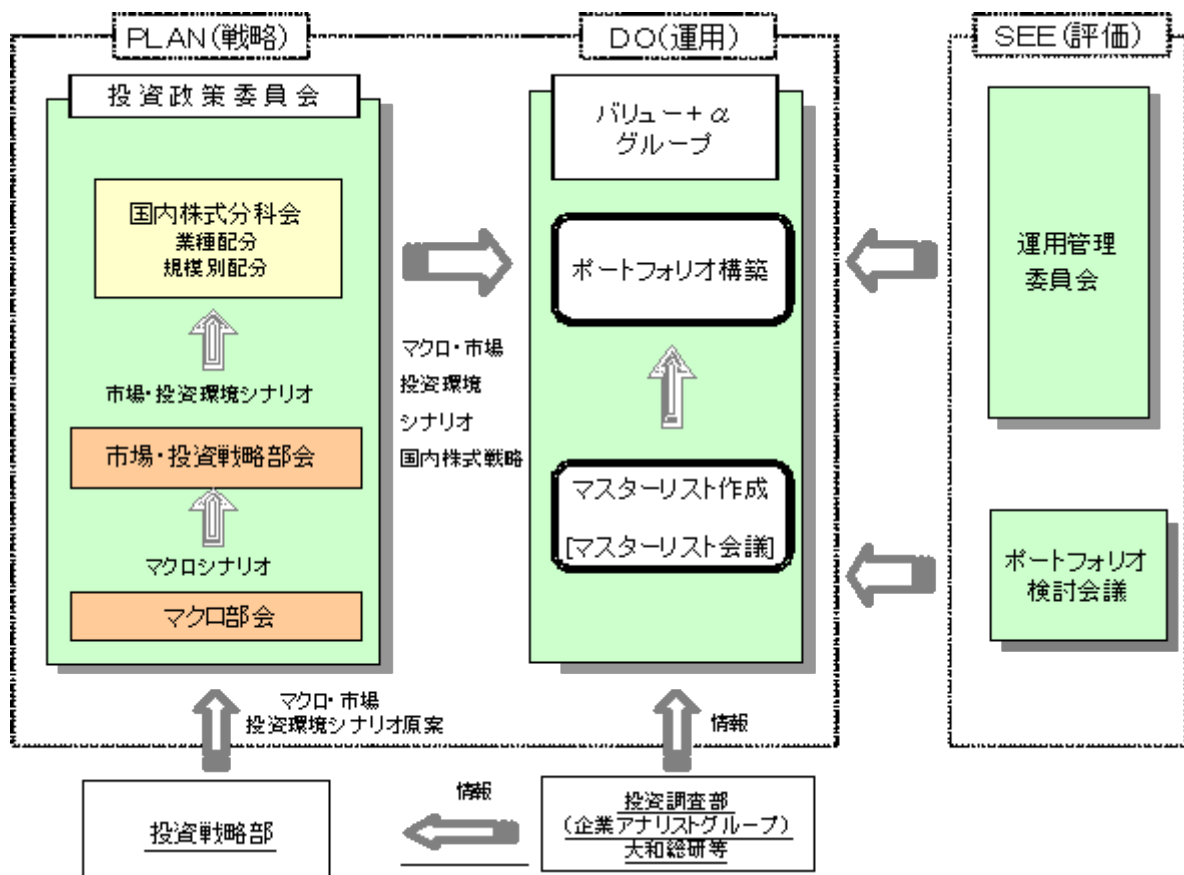 PLAN(戦略)
投資政策委員会
国内株式分科会
業種配分
規模別配分
市場・投資環境シナリオ
市場・投資戦略部会
マクロシナリオ
マクロ部会
マクロ・市場
投資環境
シナリオ
国内株式戦略
DO(運用)
バリュー+α
グループ
ポートフォリオ構築
マスターリスト作成
[マスターリスト会議]
SEE(評価)
運用管理
委員会
ポートフォリオ
検討会議
マクロ・市場
投資環境シナリオ原案
情報
投資戦略部
情報
投資調査部
(企業アナリストグループ)
大和総研等